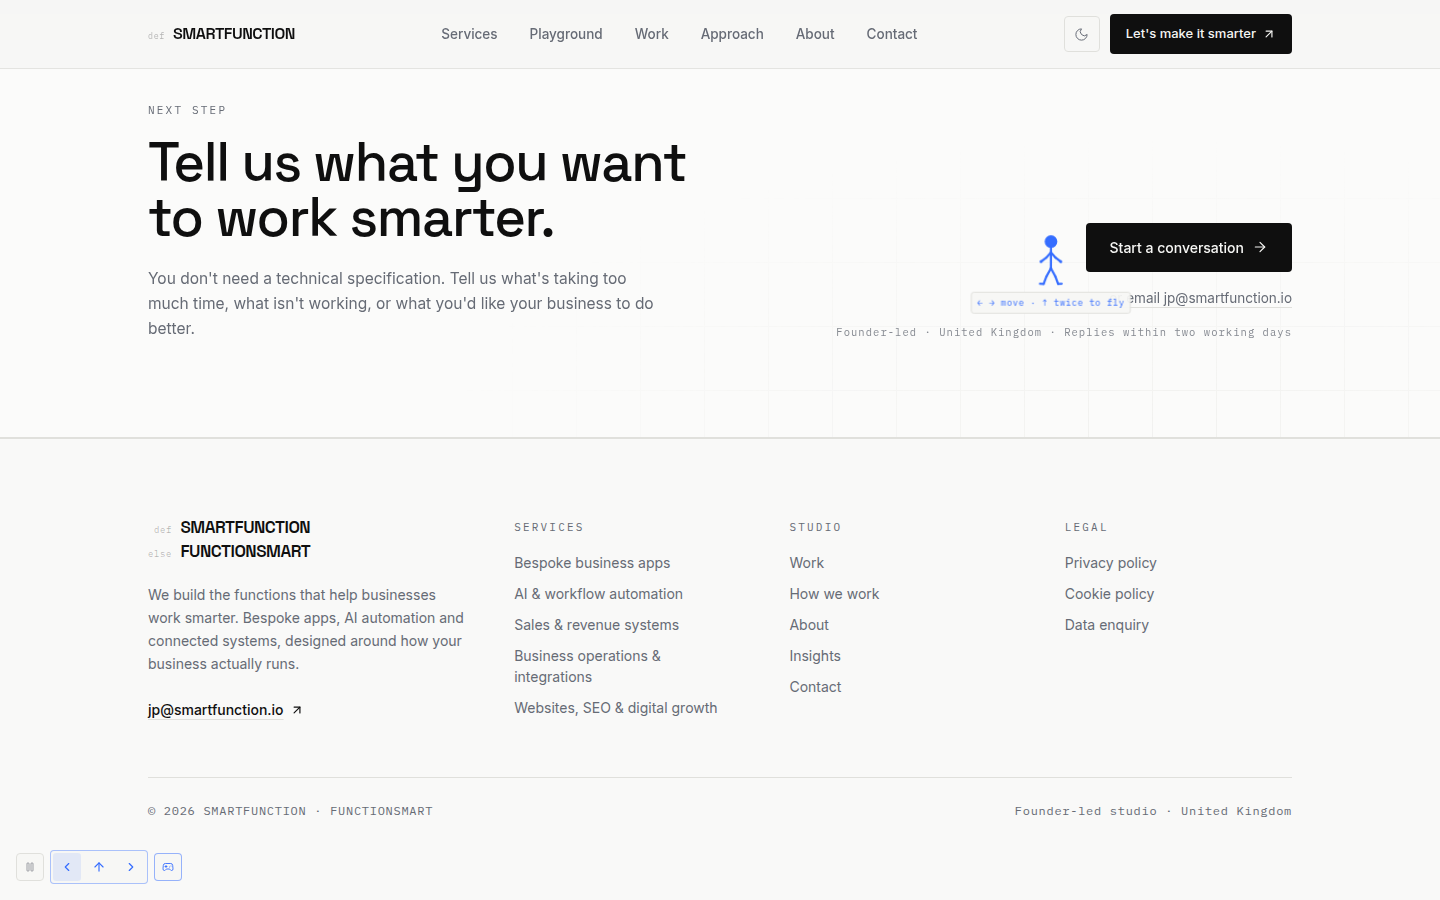 def SMARTFUNCTION
Services
Playground
Work
Approach
About
Contact
Let's make it smarter
NEXT STEP
Tell us what you want
to work smarter.
You don't need a technical specification. Tell us what's taking too
much time, what isn't working, or what you'd like your business to do
better.
Start a conversation
← → move · ↑ twice to fly
email jp@smartfunction.io
Founder-led · United Kingdom · Replies within two working days
def SMARTFUNCTION
else FUNCTIONSMART
We build the functions that help businesses
work smarter. Bespoke apps, AI automation and
connected systems, designed around how your
business actually runs.
jp@smartfunction.io
SERVICES
Bespoke business apps
AI & workflow automation
Sales & revenue systems
Business operations &
integrations
Websites, SEO & digital growth
STUDIO
Work
How we work
About
Insights
Contact
LEGAL
Privacy policy
Cookie policy
Data enquiry
© 2026 SMARTFUNCTION · FUNCTIONSMART
Founder-led studio · United Kingdom